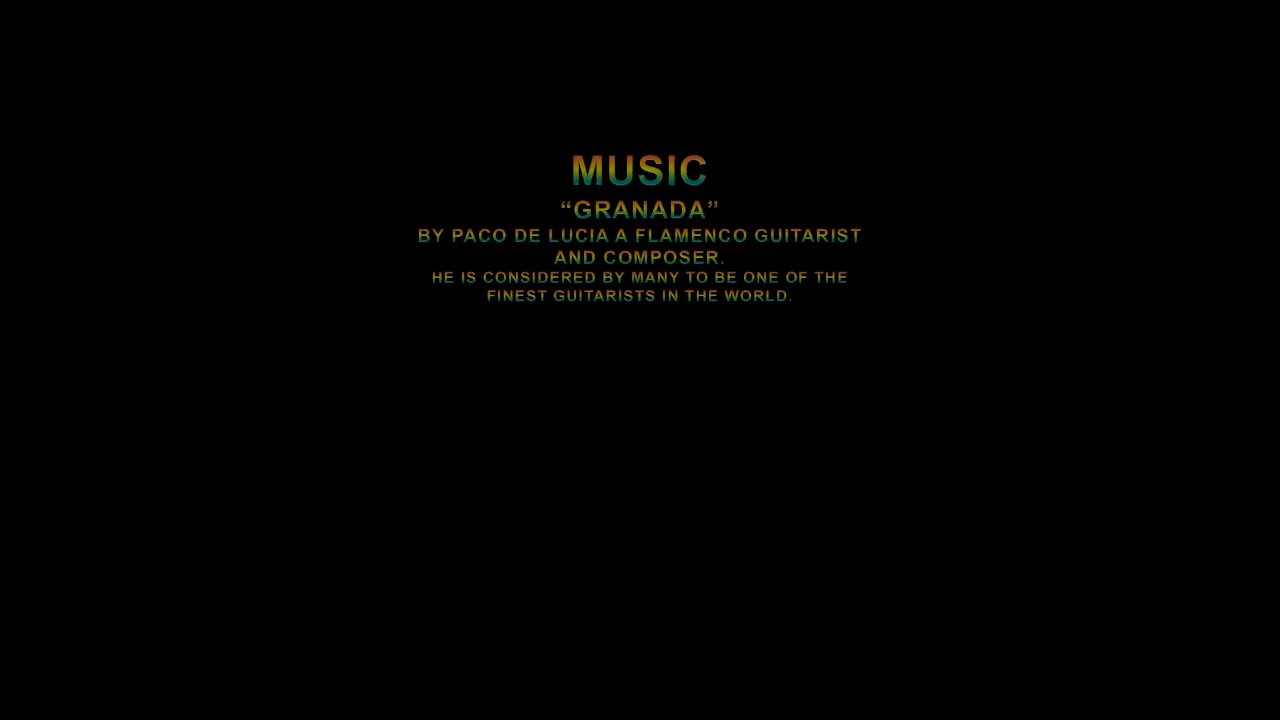 MUSIC
“GRANADA”
BY PACO DE LUCIA A FLAMENCO GUITARIST
AND COMPOSER.
HE IS CONSIDERED BY MANY TO BE ONE OF THE
FINEST GUITARISTS IN THE WORLD.